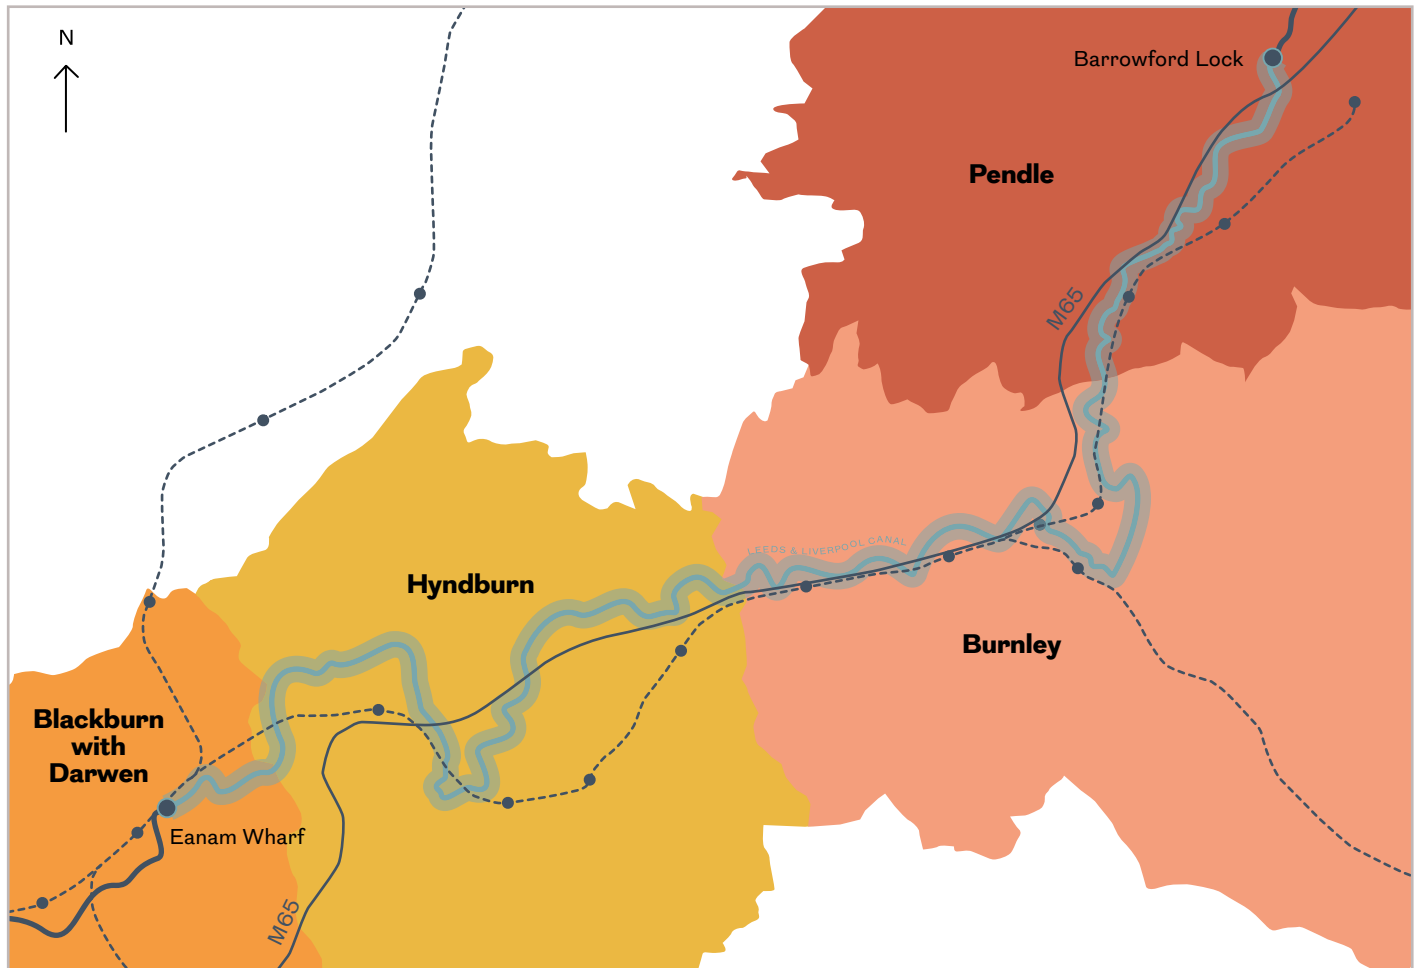 N
Barrowford Lock
Pendle
M65
LEEDS & LIVERPOOL CANAL
Hyndburn
Burnley
Blackburn
with
Darwen
Eanam Wharf
M65